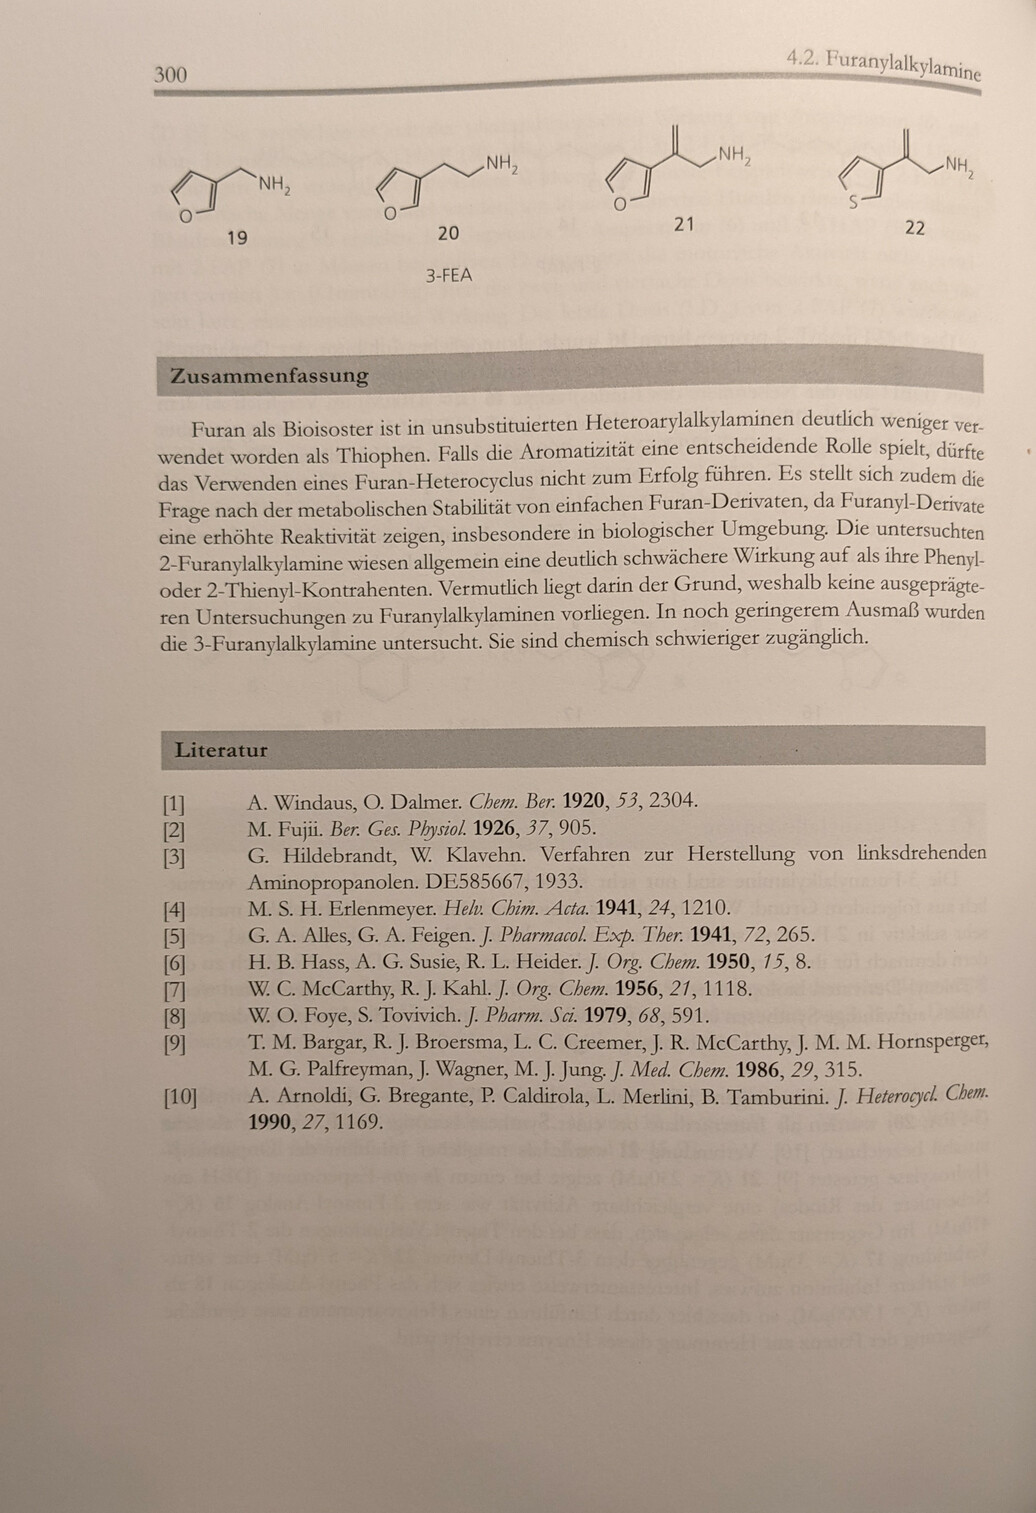 300
4.2. Furanylalkylamine
NH2
O
19
NH2
O
20
3-FEA
NH2
O
21
NH2
S
22
Zusammenfassung
Furan als Bioisoster ist in unsubstituierten Heteroarylalkylaminen deutlich weniger ver-
wendet worden als Thiophen. Falls die Aromatizität eine entscheidende Rolle spielt, dürfte
das Verwenden eines Furan-Heterocyclus nicht zum Erfolg führen. Es stellt sich zudem die
Frage nach der metabolischen Stabilität von einfachen Furan-Derivaten, da Furanyl-Derivate
eine erhöhte Reaktivität zeigen, insbesondere in biologischer Umgebung. Die untersuchten
2-Furanylalkylamine wiesen allgemein eine deutlich schwächere Wirkung auf als ihre Phenyl-
oder 2-Thienyl-Kontrahenten. Vermutlich liegt darin der Grund, weshalb keine ausgeprägte-
ren Untersuchungen zu Furanylalkylaminen vorliegen. In noch geringerem Ausmaß wurden
die 3-Furanylalkylamine untersucht. Sie sind chemisch schwieriger zugänglich.
Literatur
[1] A. Windaus, O. Dalmer. Chem. Ber. 1920, 53, 2304.
[2] M. Fujii. Ber. Ges. Physiol. 1926, 37, 905.
[3] G. Hildebrandt, W. Klavehn. Verfahren zur Herstellung von linksdrehenden
Aminopropanolen. DE585667, 1933.
[4] M. S. H. Erlenmeyer. Helv. Chim. Acta. 1941, 24, 1210.
[5] G. A. Alles, G. A. Feigen. J. Pharmacol. Exp. Ther. 1941, 72, 265.
[6] H. B. Hass, A. G. Susie, R. L. Heider. J. Org. Chem. 1950, 15, 8.
[7] W. C. McCarthy, R. J. Kahl. J. Org. Chem. 1956, 21, 1118.
[8] W. O. Foye, S. Tovivich. J. Pharm. Sci. 1979, 68, 591.
[9] T. M. Bargar, R. J. Broersma, L. C. Creemer, J. R. McCarthy, J. M. M. Hornsperger,
M. G. Palfreyman, J. Wagner, M. J. Jung. J. Med. Chem. 1986, 29, 315.
[10] A. Arnoldi, G. Bregante, P. Caldirola, L. Merlini, B. Tamburini. J. Heterocycl. Chem.
1990, 27, 1169.